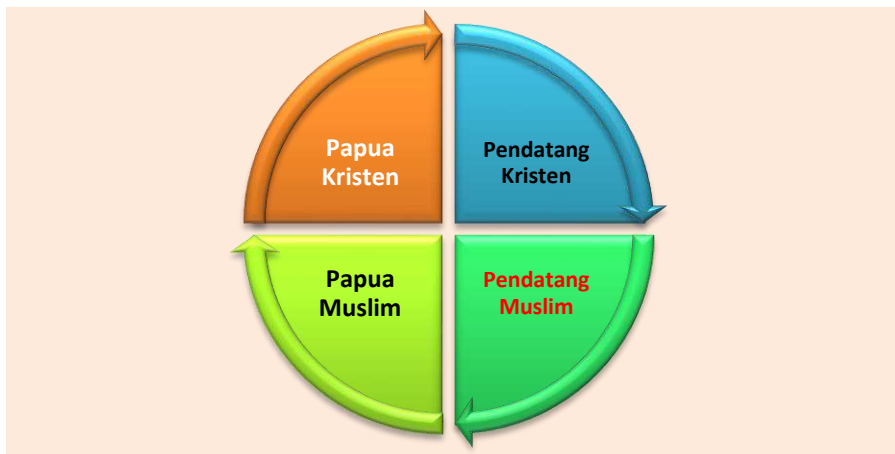 Papua
Kristen
Pendatang
Kristen
Papua
Muslim
Pendatang
Muslim